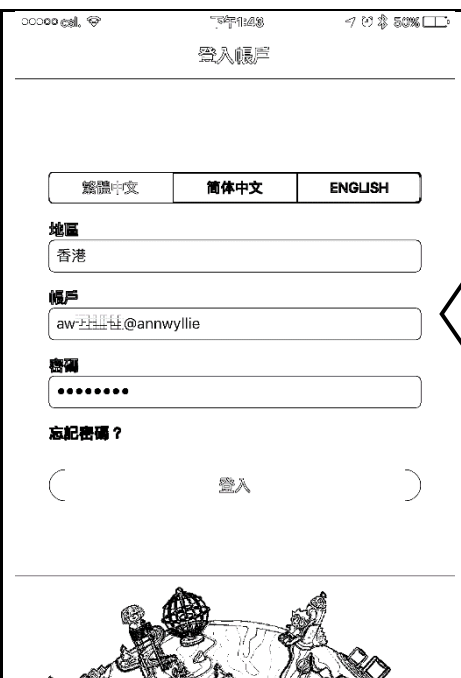 csl. 下午1:43 50%
登入帳戶
繁體中文 简体中文 ENGLISH
地區
香港
帳戶
@annwyllie
密碼
••••••••
忘記密碼？
登入